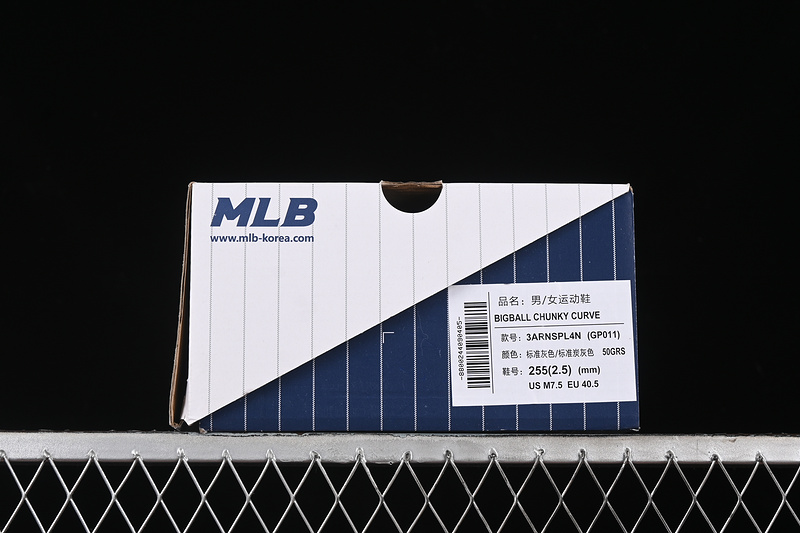 MLB
www.mlb-korea.com
品名：男/女运动鞋
BIGBALL CHUNKY CURVE
款号：3ARNSPL4N (GP011)
颜色：标准灰色/标准炭灰色 50GRS
鞋号：255(2.5) (mm)
US M7.5 EU 40.5